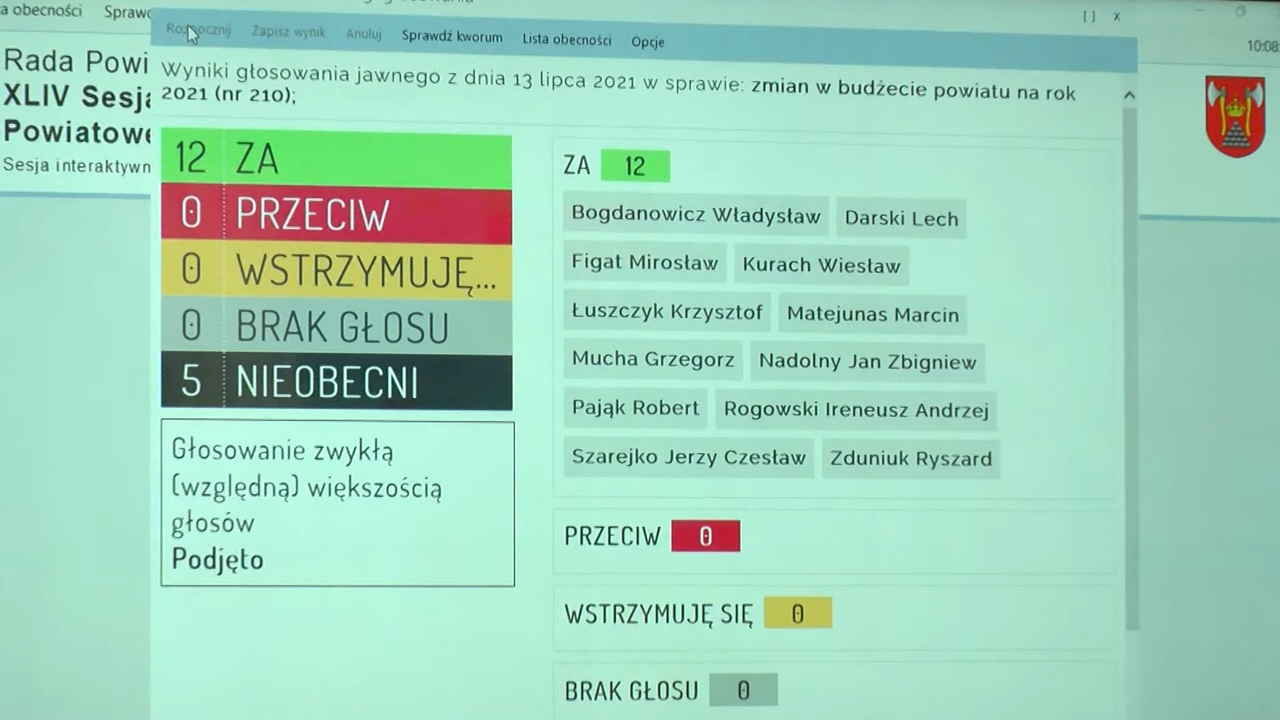 a obecności
Rozpocznij Zapisz wynik Anuluj Sprawdź kworum Lista obecności Opcje
[ ] x
10:08
Rada Powi
XLIV Sesja
Powiatowe
Sesja interaktywn
Wyniki głosowania jawnego z dnia 13 lipca 2021 w sprawie: zmian w budżecie powiatu na rok
2021 (nr 210);
12 ZA
0 PRZECIW
0 WSTRZYMUJĘ...
0 BRAK GŁOSU
5 NIEOBECNI
Głosowanie zwykłą
(względną) większością
głosów
Podjęto
ZA 12
Bogdanowicz Władysław Darski Lech
Figat Mirosław Kurach Wiesław
Łuszczyk Krzysztof Matejunas Marcin
Mucha Grzegorz Nadolny Jan Zbigniew
Pająk Robert Rogowski Ireneusz Andrzej
Szarejko Jerzy Czesław Zduniuk Ryszard
PRZECIW 0
WSTRZYMUJĘ SIĘ 0
BRAK GŁOSU 0